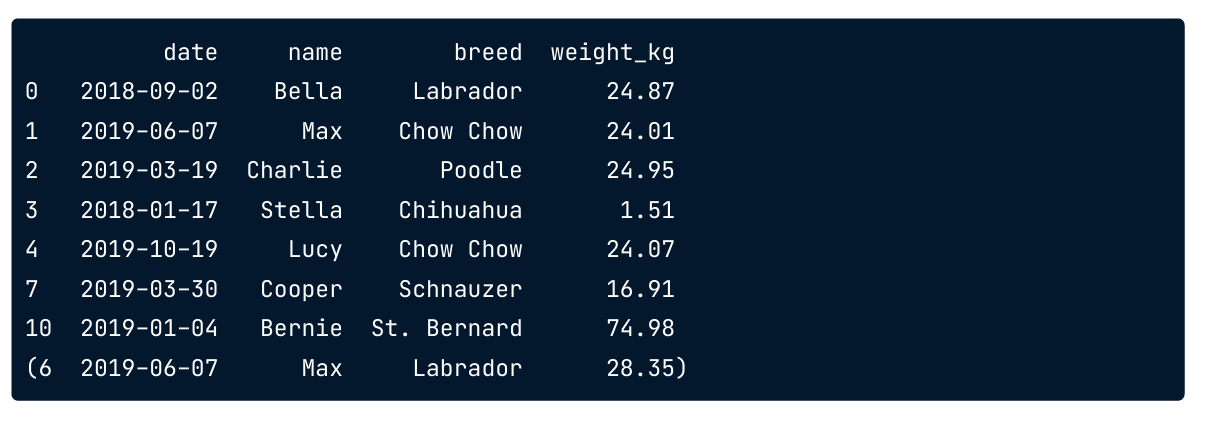 date name breed weight_kg
0 2018-09-02 Bella Labrador 24.87
1 2019-06-07 Max Chow Chow 24.01
2 2019-03-19 Charlie Poodle 24.95
3 2018-01-17 Stella Chihuahua 1.51
4 2019-10-19 Lucy Chow Chow 24.07
7 2019-03-30 Cooper Schnauzer 16.91
10 2019-01-04 Bernie St. Bernard 74.98
(6 2019-06-07 Max Labrador 28.35)